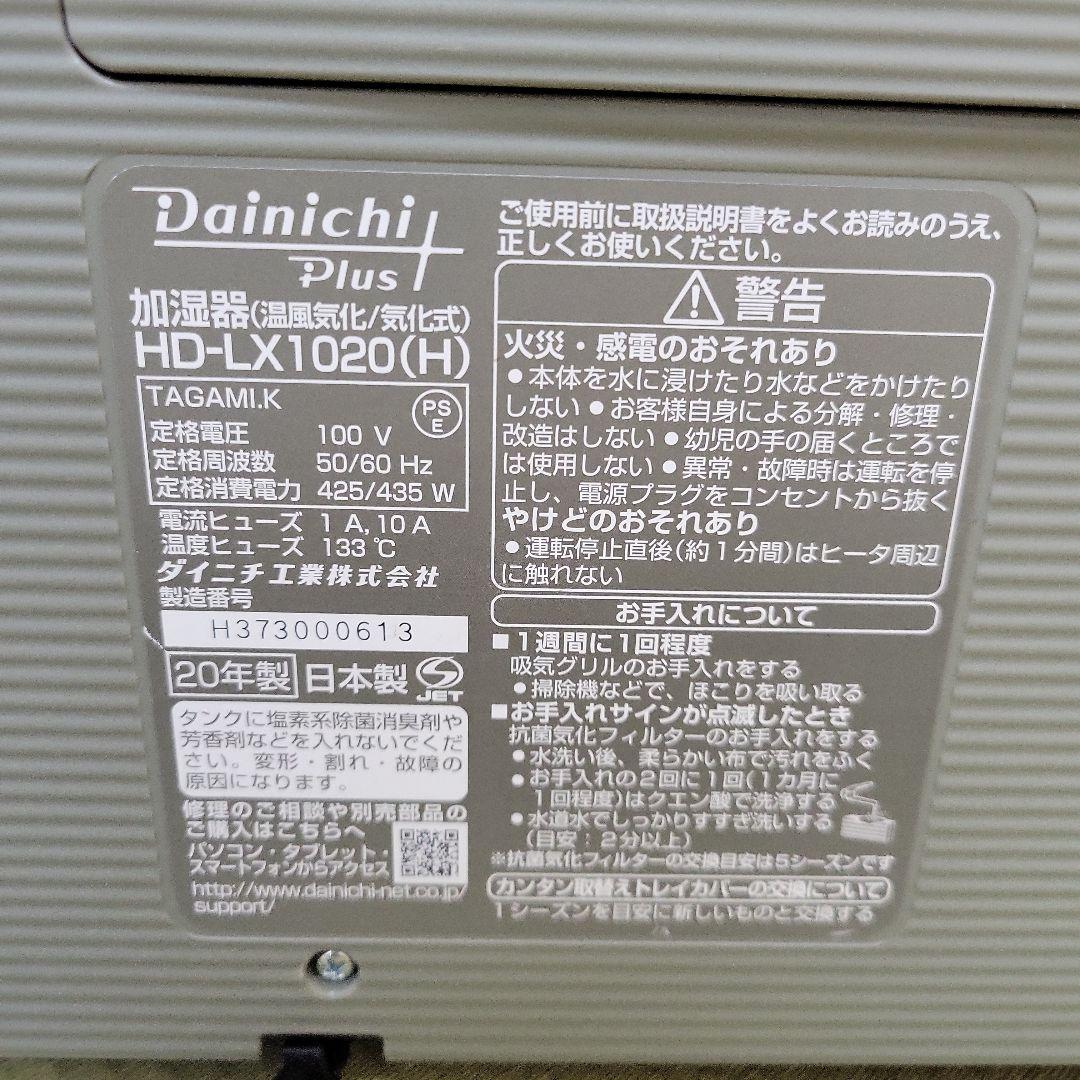 Dainichi
Plus
加湿器(温風気化/気化式)
HD-LX1020(H)
TAGAMI.K
PS
E
定格電圧 100 V
定格周波数 50/60 Hz
定格消費電力 425/435 W
電流ヒューズ 1 A, 10 A
温度ヒューズ 133 ℃
ダイニチ工業株式会社
製造番号
H373000613
20年製 日本製
JET
タンクに塩素系除菌消臭剤や
芳香剤などを入れないでくだ
さい。変形・割れ・故障の
原因になります。
修理のご相談や別売部品の
ご購入はこちらへ
パソコン・タブレット・
スマートフォンからアクセス
http://www.dainichi-net.co.jp/
support/
ご使用前に取扱説明書をよくお読みのうえ、
正しくお使いください。
警告
火災・感電のおそれあり
●本体を水に浸けたり水などをかけたり
しない●お客様自身による分解・修理・
改造はしない●幼児の手の届くところで
は使用しない●異常・故障時は運転を停
止し、電源プラグをコンセントから抜く
やけどのおそれあり
●運転停止直後(約1分間)はヒータ周辺
に触れない
お手入れについて
■1週間に1回程度
吸気グリルのお手入れをする
●掃除機などで、ほこりを吸い取る
■お手入れサインが点滅したとき
抗菌気化フィルターのお手入れをする
●水洗い後、柔らかい布で汚れをふく
●お手入れの2回に1回(1カ月に
1回程度)はクエン酸で洗浄する
●水道水でしっかりすすぎ洗いする
(目安:2分以上)
※抗菌気化フィルターの交換目安は5シーズンです
カンタン取替えトレイカバーの交換について
1シーズンを目安に新しいものと交換する